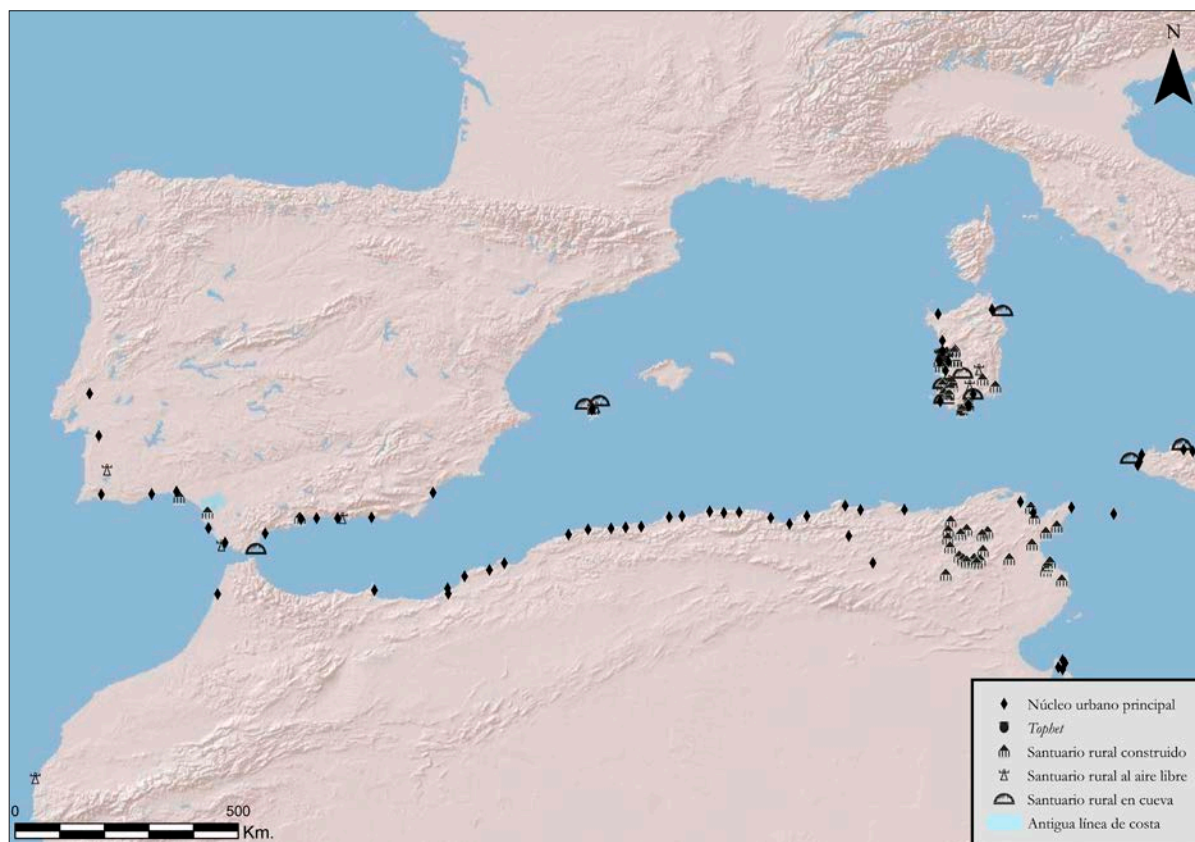 N
Núcleo urbano principal
Tophet
Santuario rural construido
Santuario rural al aire libre
Santuario rural en cueva
Antigua línea de costa
0 500
Km.